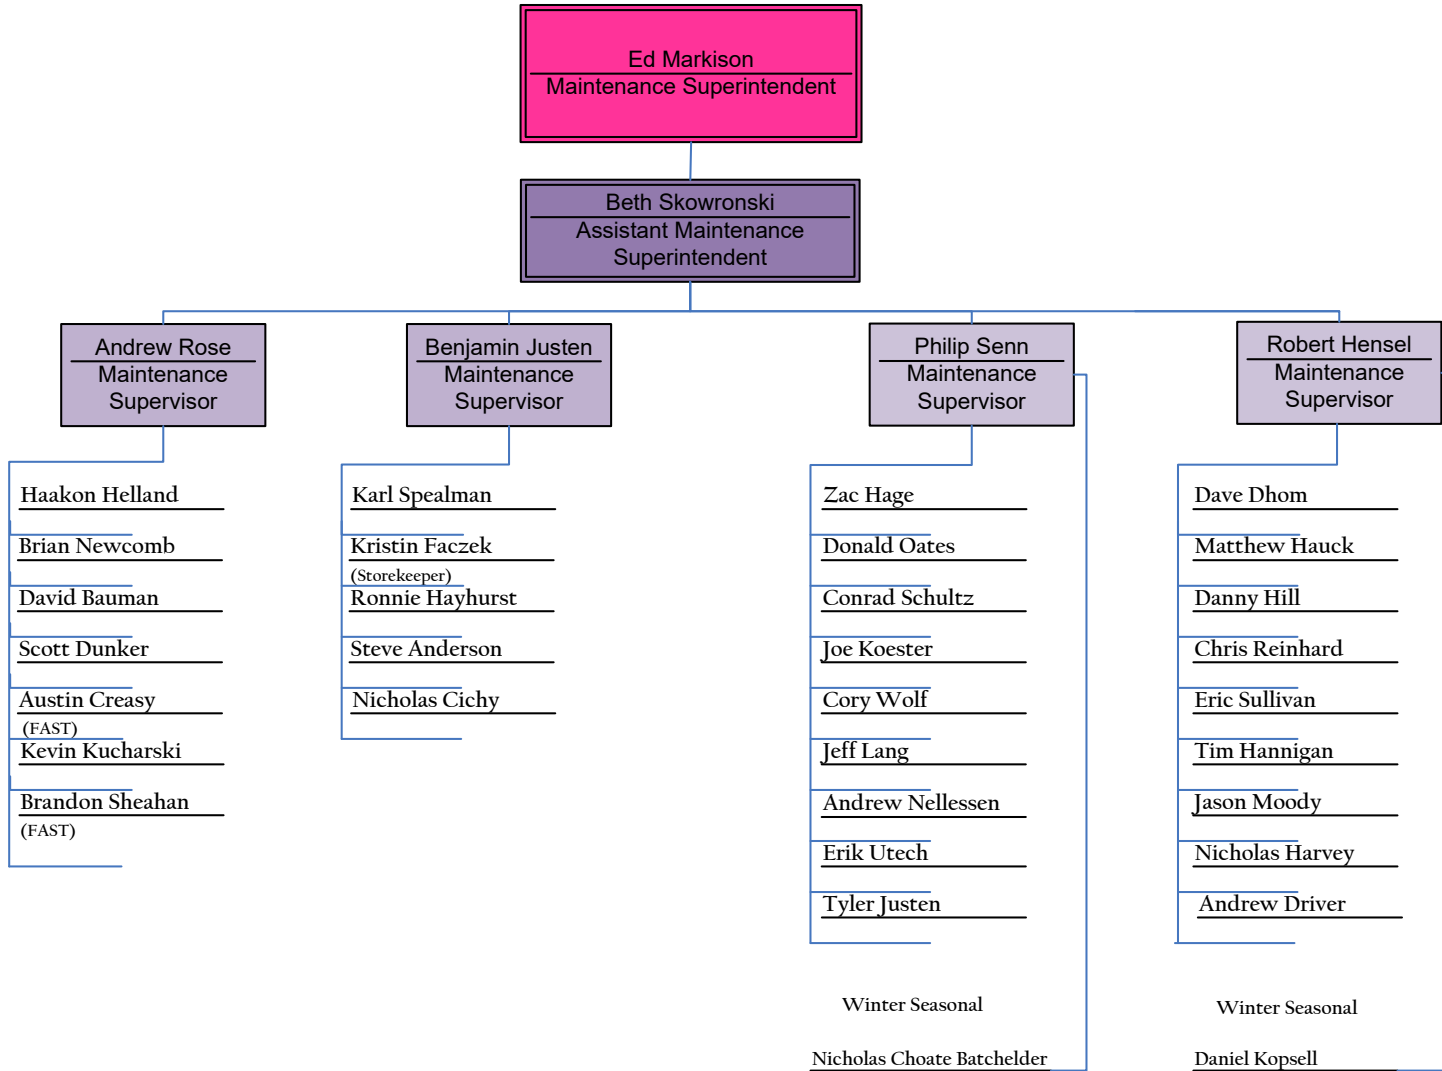 Ed Markison
Maintenance Superintendent
Beth Skowronski
Assistant Maintenance
Superintendent
Andrew Rose
Maintenance
Supervisor
Haakon Helland
Brian Newcomb
David Bauman
Scott Dunker
Austin Creasy
(FAST)
Kevin Kucharski
Brandon Sheahan
(FAST)
Benjamin Justen
Maintenance
Supervisor
Karl Spealman
Kristin Faczek
(Storekeeper)
Ronnie Hayhurst
Steve Anderson
Nicholas Cichy
Philip Senn
Maintenance
Supervisor
Zac Hage
Donald Oates
Conrad Schultz
Joe Koester
Cory Wolf
Jeff Lang
Andrew Nellessen
Erik Utech
Tyler Justen
Winter Seasonal
Nicholas Choate Batchelder
Robert Hensel
Maintenance
Supervisor
Dave Dhom
Matthew Hauck
Danny Hill
Chris Reinhard
Eric Sullivan
Tim Hannigan
Jason Moody
Nicholas Harvey
Andrew Driver
Winter Seasonal
Daniel Kopsell